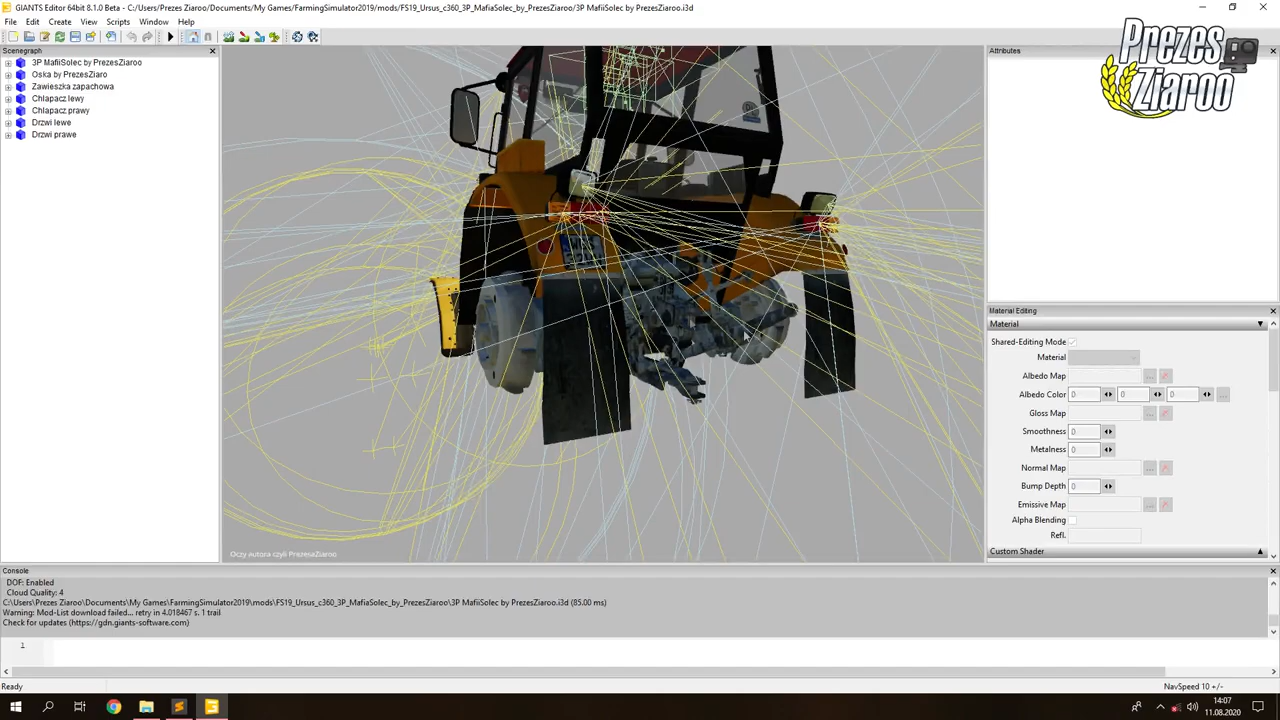 GIANTS Editor 64bit 8.1.0 Beta - C:/Users/Prezes Ziaroo/Documents/My Games/FarmingSimulator2019/mods/FS19_Ursus_c360_3P_MafiaSolec_by_PrezesZiaroo/3P MafiiSolec by PrezesZiaroo.i3d
File Edit Create View Scripts Window Help
Scenegraph
3P MafiiSolec by PrezesZiaroo
Oska by PrezesZiaro
Zawieszka zapachowa
Chlapacz lewy
Chlapacz prawy
Drzwi lewe
Drzwi prawe
Oczy autora czyli PrezesaZiaroo
Attributes
Prezes
Ziaroo
Material Editing
Material
Shared-Editing Mode
Material
Albedo Map
Albedo Color 0 0 0
Gloss Map
Smoothness 0
Metalness 0
Normal Map
Bump Depth 0
Emissive Map
Alpha Blending
Refl.
Custom Shader
Console
DOF: Enabled
Cloud Quality: 4
C:\Users\Prezes Ziaroo\Documents\My Games\FarmingSimulator2019\mods\FS19_Ursus_c360_3P_MafiaSolec_by_PrezesZiaroo\3P MafiiSolec by PrezesZiaroo.i3d (85.00 ms)
Warning: Mod-List download failed... retry in 4.018467 s. 1 trail
Check for updates (https://gdn.giants-software.com)
1
Ready
NavSpeed 10 +/-
14:07
11.08.2020